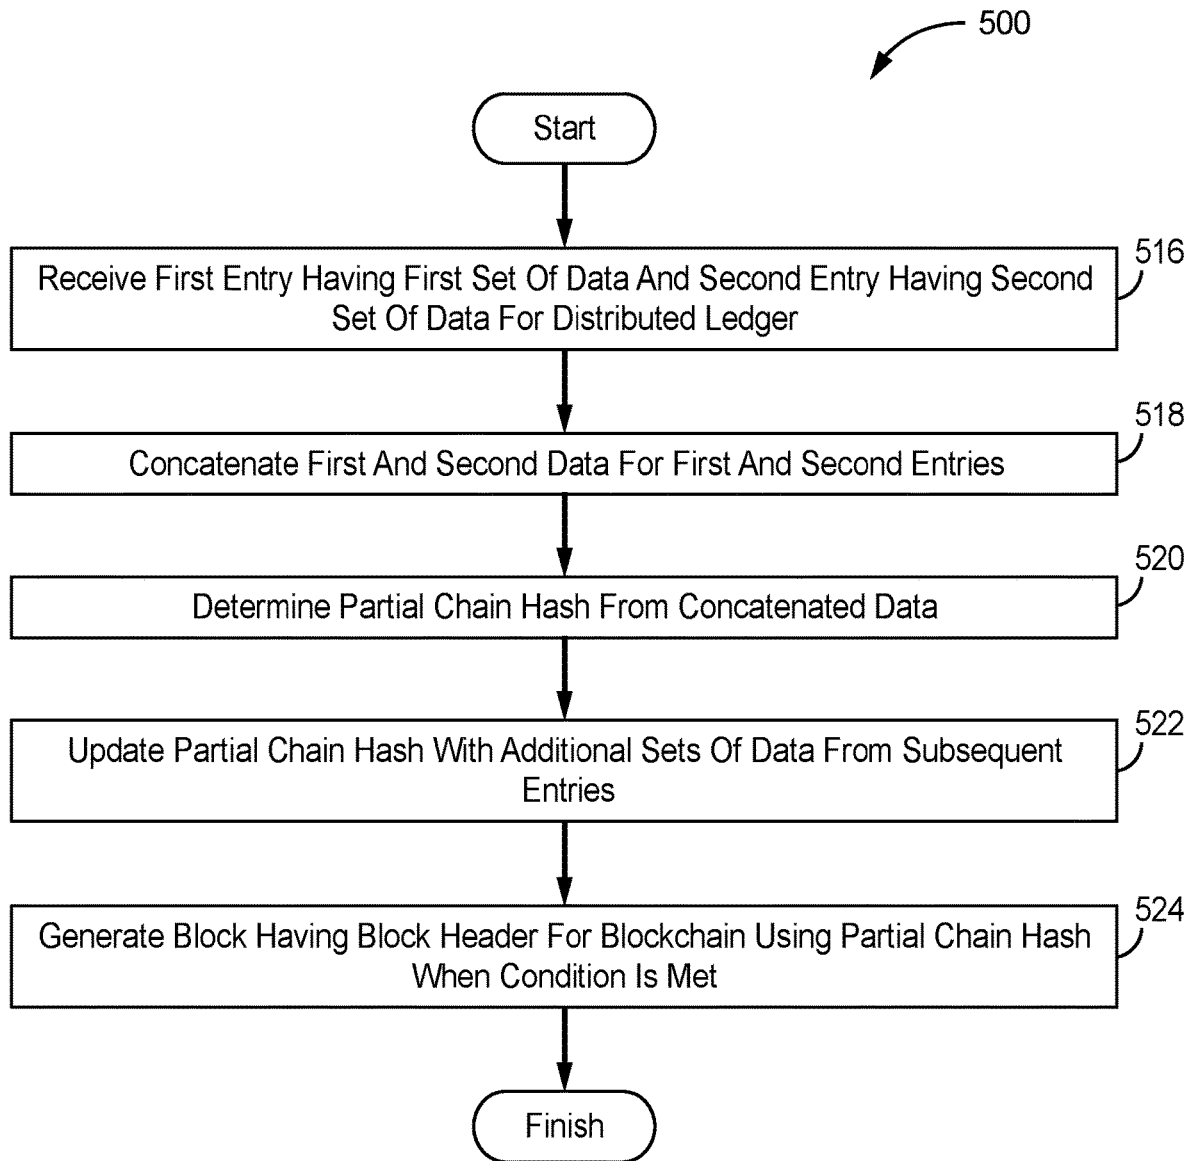 500
Start
516
Receive First Entry Having First Set Of Data And Second Entry Having Second
Set Of Data For Distributed Ledger
518
Concatenate First And Second Data For First And Second Entries
520
Determine Partial Chain Hash From Concatenated Data
522
Update Partial Chain Hash With Additional Sets Of Data From Subsequent
Entries
524
Generate Block Having Block Header For Blockchain Using Partial Chain Hash
When Condition Is Met
Finish